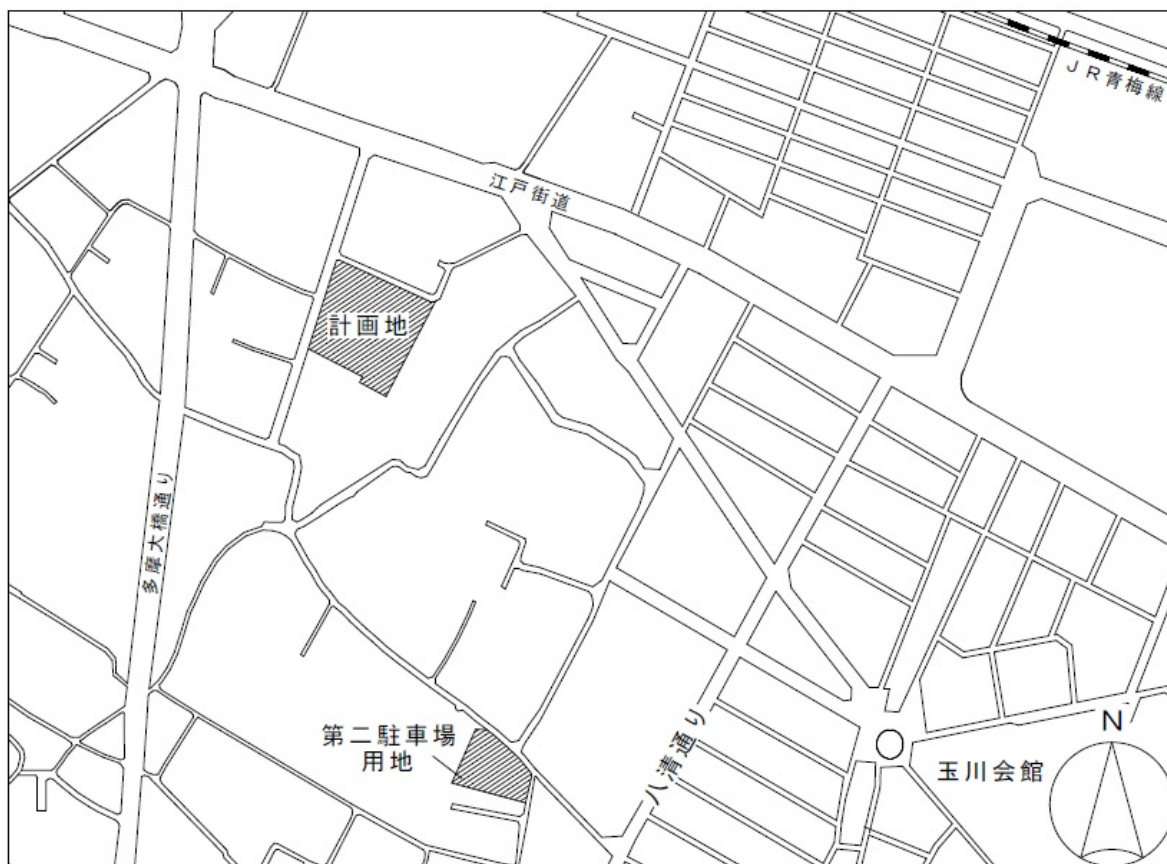 JR青梅線
江戸街道
計画地
多摩大橋通り
第二駐車場
用地
八清通り
玉川会館
N